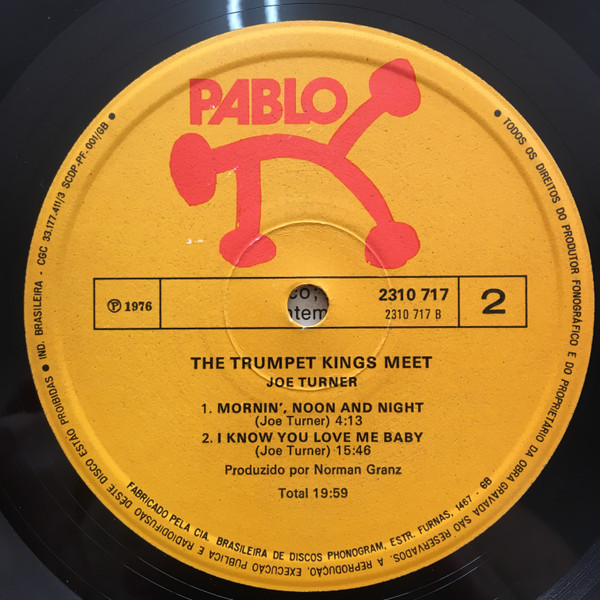 PABLO
℗ 1976
2310 717
2310 717 B
2
THE TRUMPET KINGS MEET
JOE TURNER
1. MORNIN', NOON AND NIGHT
(Joe Turner) 4:13
2. I KNOW YOU LOVE ME BABY
(Joe Turner) 15:46
Produzido por Norman Granz
Total 19:59
FABRICADO PELA CIA. BRASILEIRA DE DISCOS PHONOGRAM, ESTR. FURNAS, 1467 - GB
IND. BRASILEIRA - CGC 33.177.411/3 SCDP-PF-001/GB
TODOS OS DIREITOS DO PRODUTOR FONOGRÁFICO E DO PROPRIETÁRIO DA OBRA GRAVADA SÃO RESERVADOS. A REPRODUÇÃO, EXECUÇÃO PÚBLICA E RADIODIFUSÃO DESTE DISCO ESTÃO PROIBIDAS